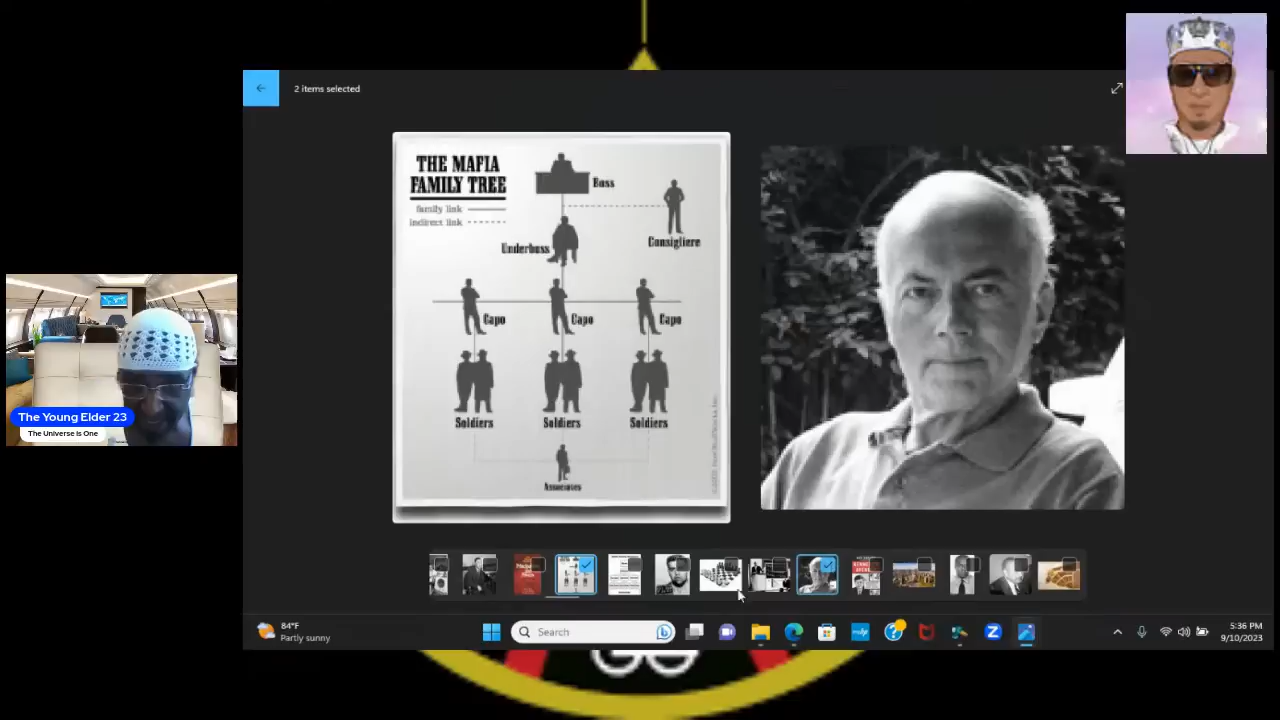 2 items selected
THE MAFIA
FAMILY TREE
family link
indirect link
Boss
Consigliere
Underboss
Capo
Capo
Capo
Soldiers
Soldiers
Soldiers
Associates
The Young Elder 23
The Universe is One
84°F
Partly sunny
Search
5:36 PM
9/10/2023